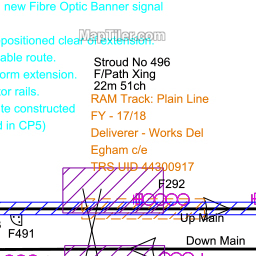 new Fibre Optic Banner signal
MapTiler.com
positioned clear of extension.
able route.
Stroud No 496
orm extension.
F/Path Xing
22m 51ch
or rails.
RAM Track: Plain Line
te constructed
FY - 17/18
d in CP5)
Deliverer - Works Del
Egham c/e
TRS UID 44300917
F292
Up Main
F491
Down Main